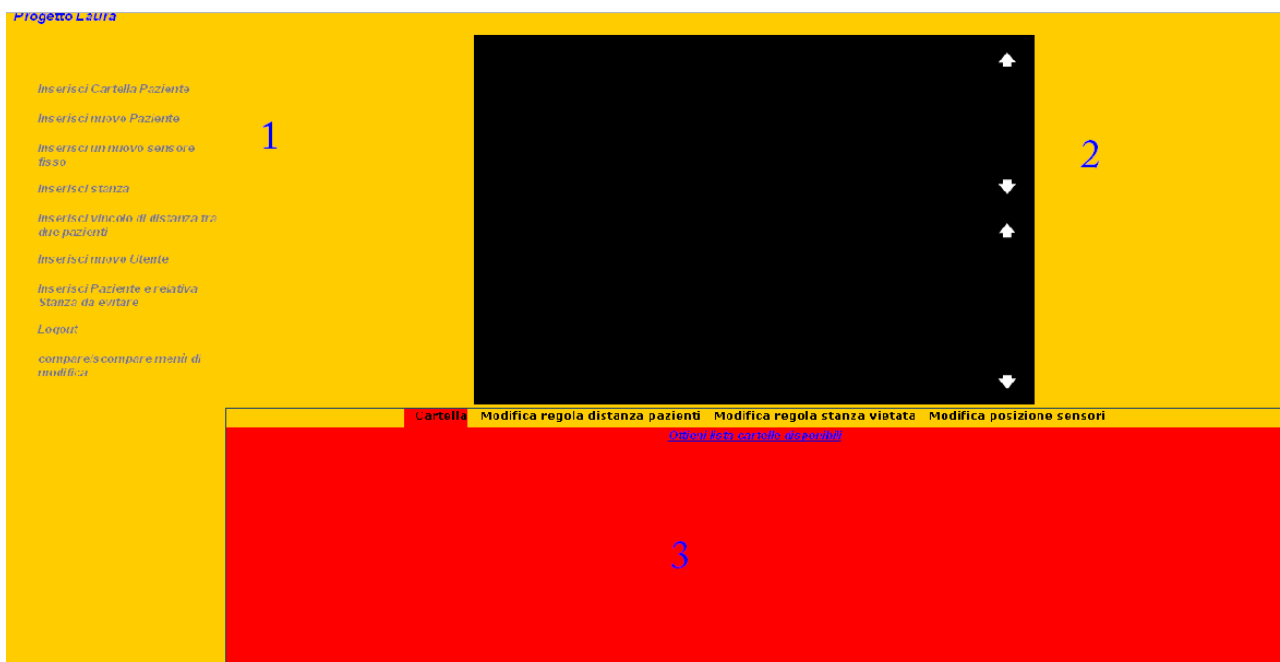 Progetto Laura
Inserisci Cartella Paziente
Inserisci nuovo Paziente
1
Inserisci un nuovo sensore
fisso
2
Inserisci stanza
Inserisci vincolo di distanza tra
due pazienti
Inserisci nuovo Utente
Inserisci Paziente e relativa
Stanza da evitare
Logout
compare/scompare menù di
modifica
Cartella Modifica regola distanza pazienti Modifica regola stanza vietata Modifica posizione sensori
Ottieni lista cartelle disponibili
3